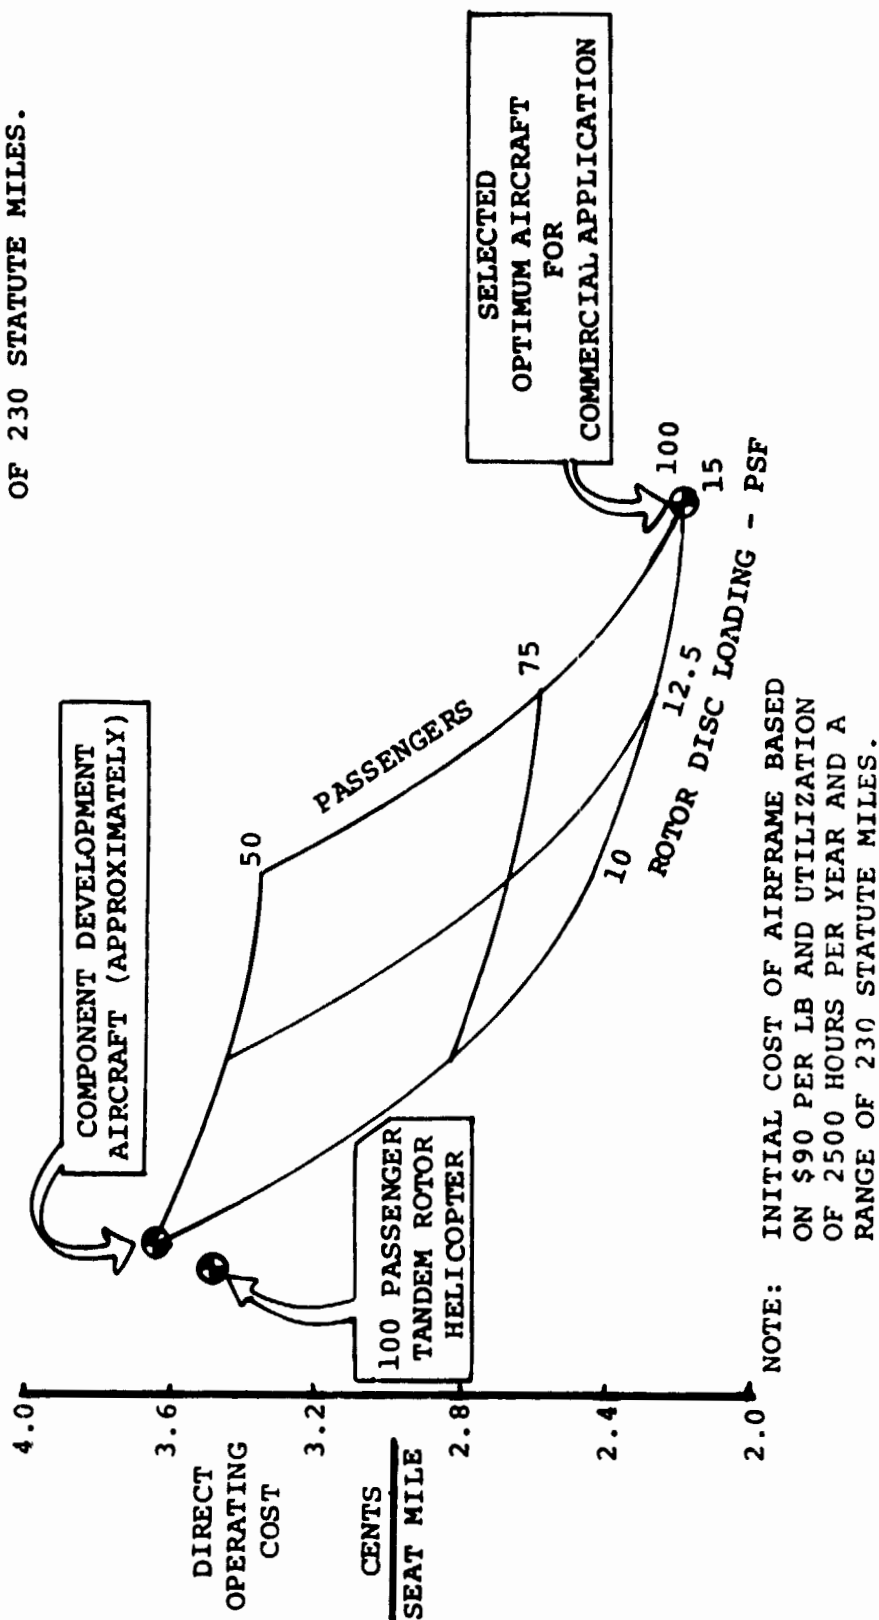 OF 230 STATUTE MILES.
4.0
3.6
3.2
2.8
2.4
2.0
DIRECT
OPERATING
COST
CENTS
SEAT MILE
COMPONENT DEVELOPMENT
AIRCRAFT (APPROXIMATELY)
100 PASSENGER
TANDEM ROTOR
HELICOPTER
SELECTED
OPTIMUM AIRCRAFT
FOR
COMMERCIAL APPLICATION
PASSENGERS
50
75
100
10
12.5
15
ROTOR DISC LOADING - PSF
NOTE: INITIAL COST OF AIRFRAME BASED
ON $90 PER LB AND UTILIZATION
OF 2500 HOURS PER YEAR AND A
RANGE OF 230 STATUTE MILES.